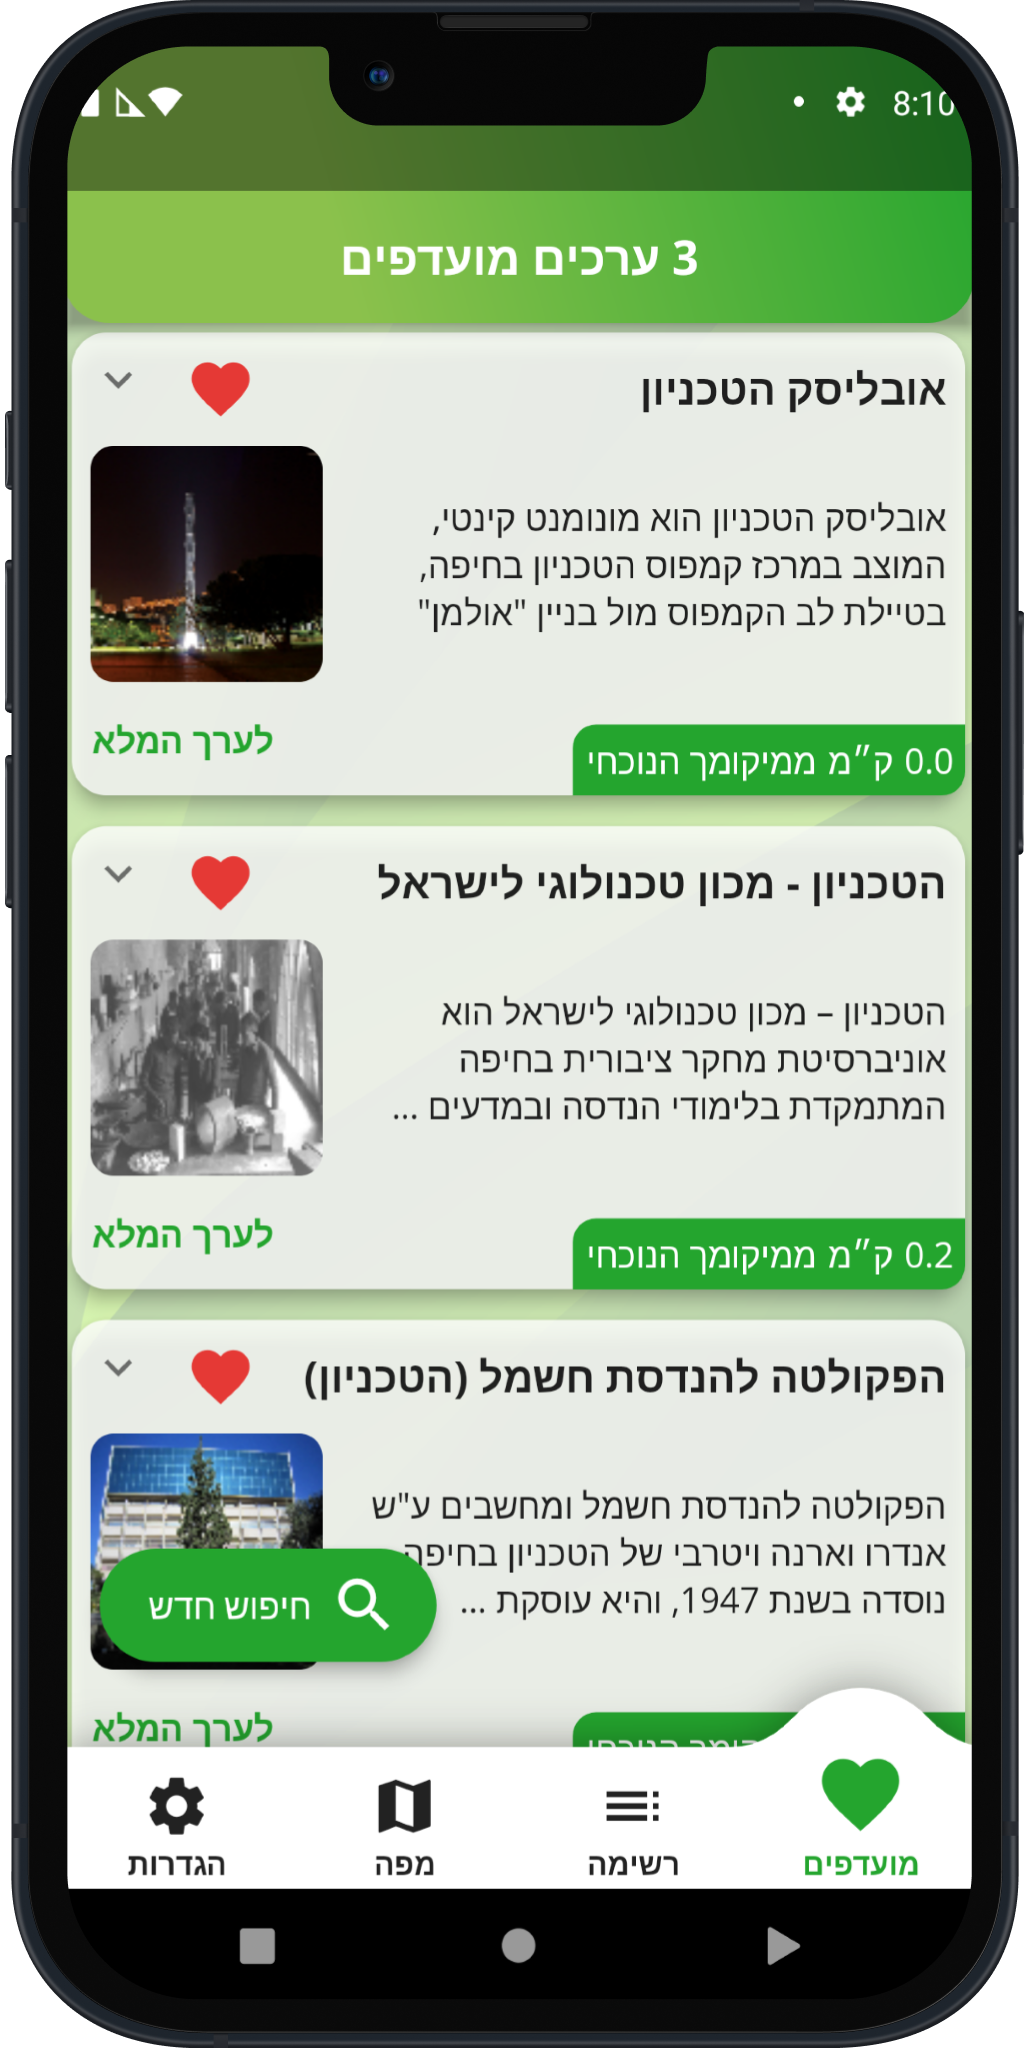 8:10
3 ערכים מועדפים
אובליסק הטכניון
אובליסק הטכניון הוא מונומנט קינטי,
המוצב במרכז קמפוס הטכניון בחיפה,
בטיילת לב הקמפוס מול בניין "אולמן"
0.0 ק״מ ממיקומך הנוכחי
לערך המלא
הטכניון - מכון טכנולוגי לישראל
הטכניון – מכון טכנולוגי לישראל הוא
אוניברסיטת מחקר ציבורית בחיפה
המתמקדת בלימודי הנדסה ובמדעים ...
0.2 ק״מ ממיקומך הנוכחי
לערך המלא
הפקולטה להנדסת חשמל (הטכניון)
הפקולטה להנדסת חשמל ומחשבים ע"ש
אנדרו וארנה ויטרבי של הטכניון בחיפה
נוסדה בשנת 1947, והיא עוסקת ...
חיפוש חדש
הנוכחי
לערך המלא
מועדפים
רשימה
מפה
הגדרות